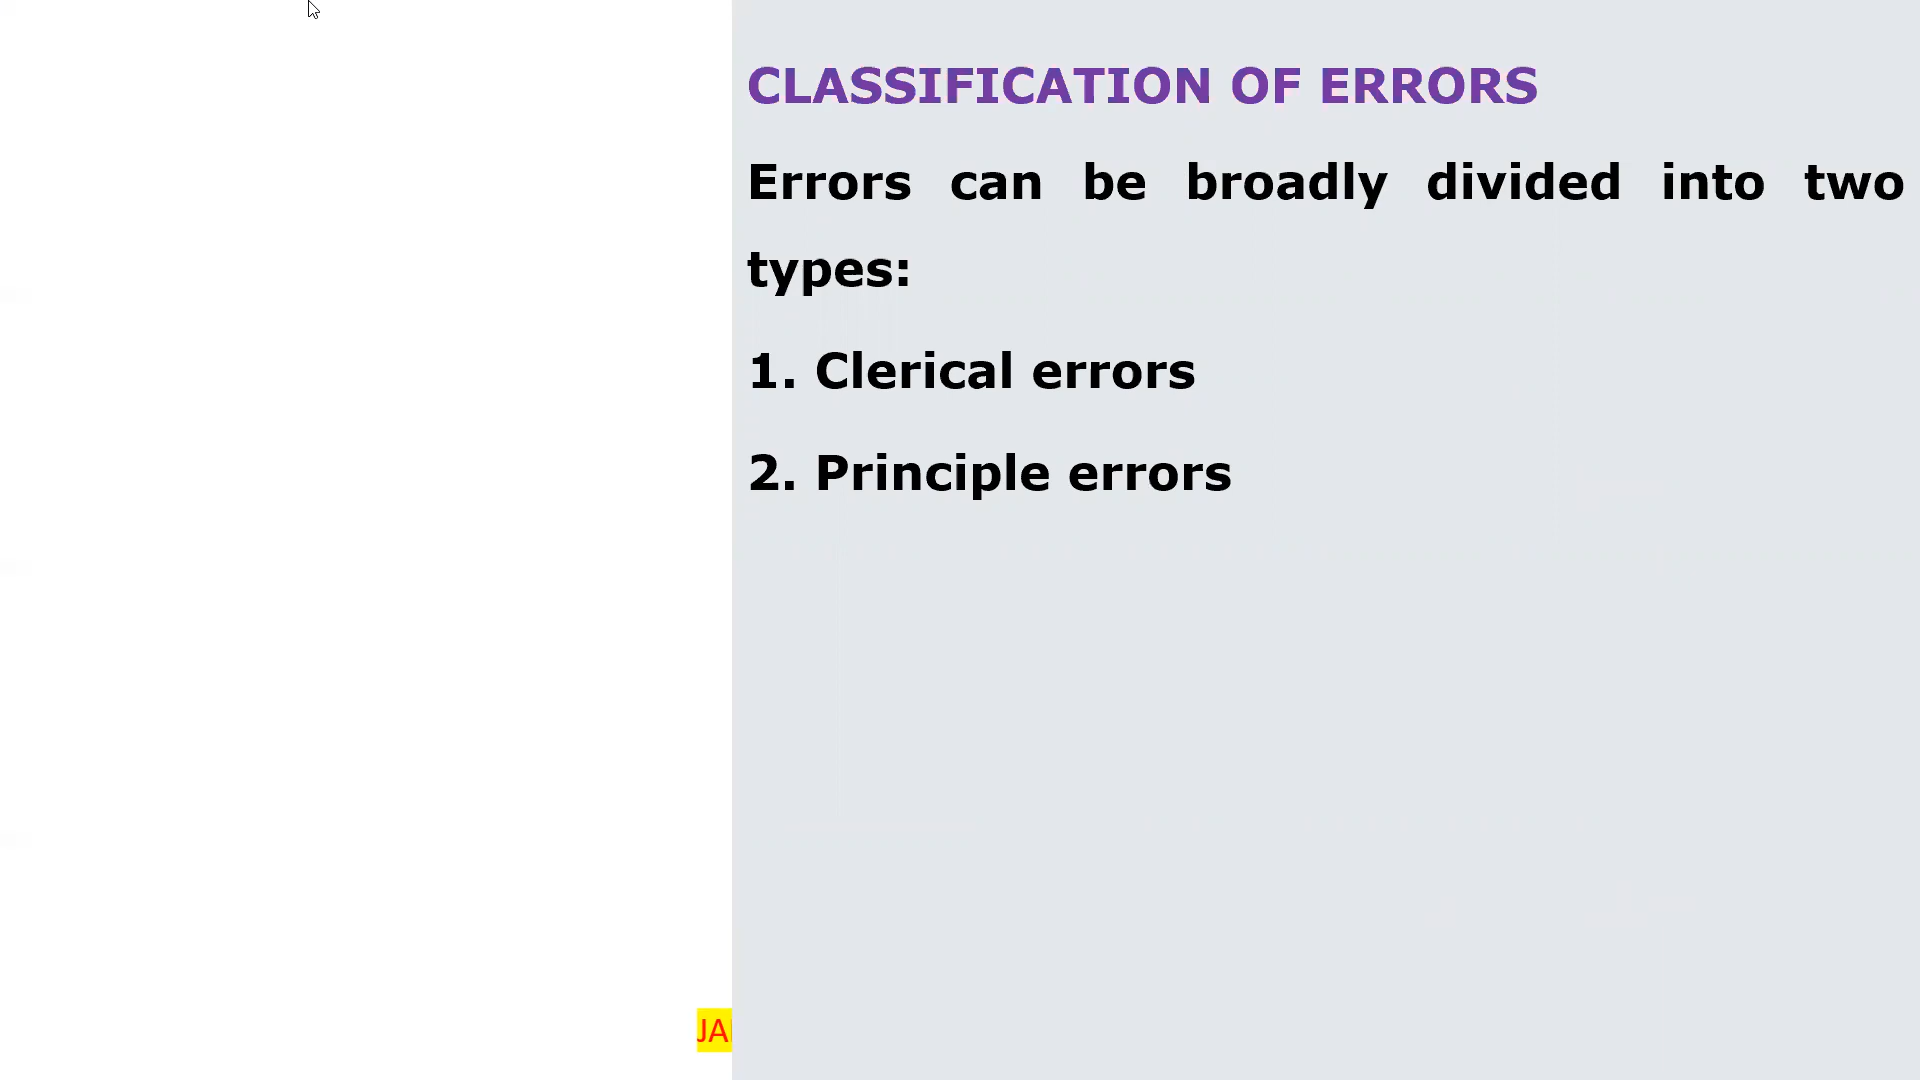 CLASSIFICATION OF ERRORS
Errors can be broadly divided into two
types:
1. Clerical errors
2. Principle errors
JA